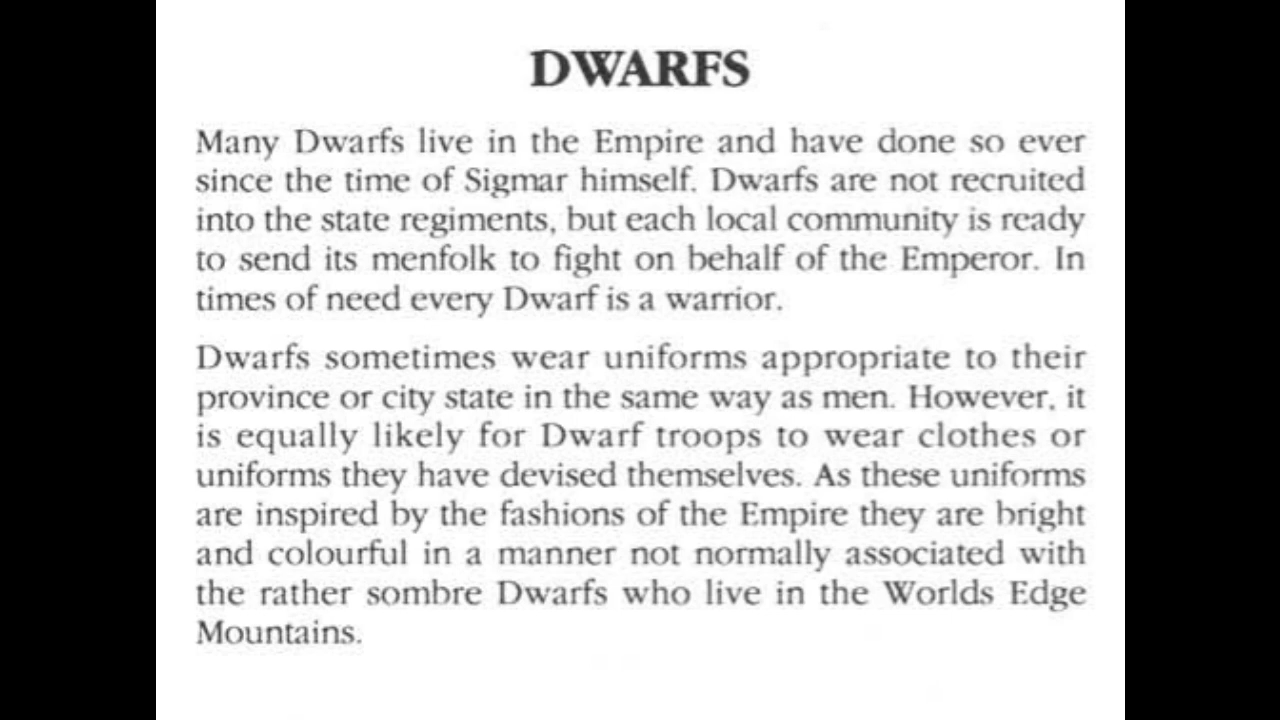 DWARFS
Many Dwarfs live in the Empire and have done so ever
since the time of Sigmar himself. Dwarfs are not recruited
into the state regiments, but each local community is ready
to send its menfolk to fight on behalf of the Emperor. In
times of need every Dwarf is a warrior.
Dwarfs sometimes wear uniforms appropriate to their
province or city state in the same way as men. However, it
is equally likely for Dwarf troops to wear clothes or
uniforms they have devised themselves. As these uniforms
are inspired by the fashions of the Empire they are bright
and colourful in a manner not normally associated with
the rather sombre Dwarfs who live in the Worlds Edge
Mountains.